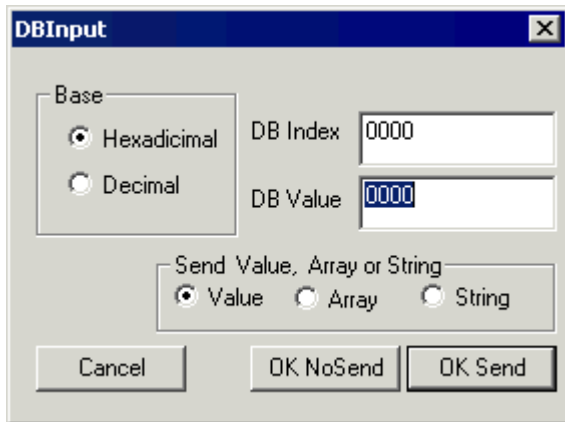 DBInput
Base
Hexadicimal
Decimal
DB Index 0000
DB Value 0000
Send Value, Array or String
Value Array String
Cancel OK NoSend OK Send